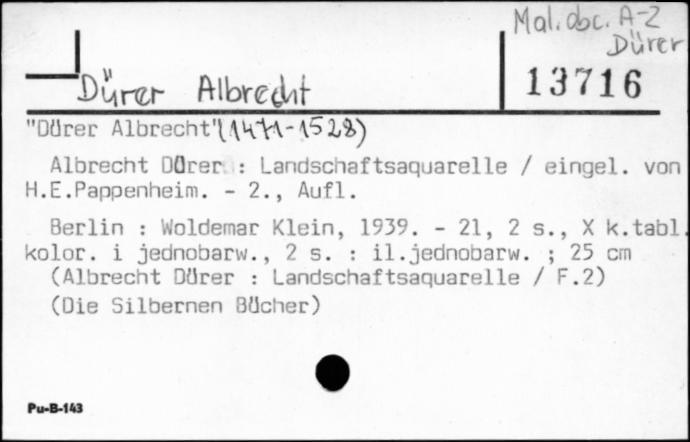 Mal. obc. A-Z
Dürer
Dürer Albrecht
13716
"Dürer Albrecht"(1471-1528)
Albrecht Dürer : Landschaftsaquarelle / eingel. von
H.E.Pappenheim. - 2., Aufl.
Berlin : Woldemar Klein, 1939. - 21, 2 s., X k.tabl.
kolor. i jednobarw., 2 s. : il.jednobarw. ; 25 cm
(Albrecht Dürer : Landschaftsaquarelle / F.2)
(Die Silbernen Bücher)
Pu-B-143